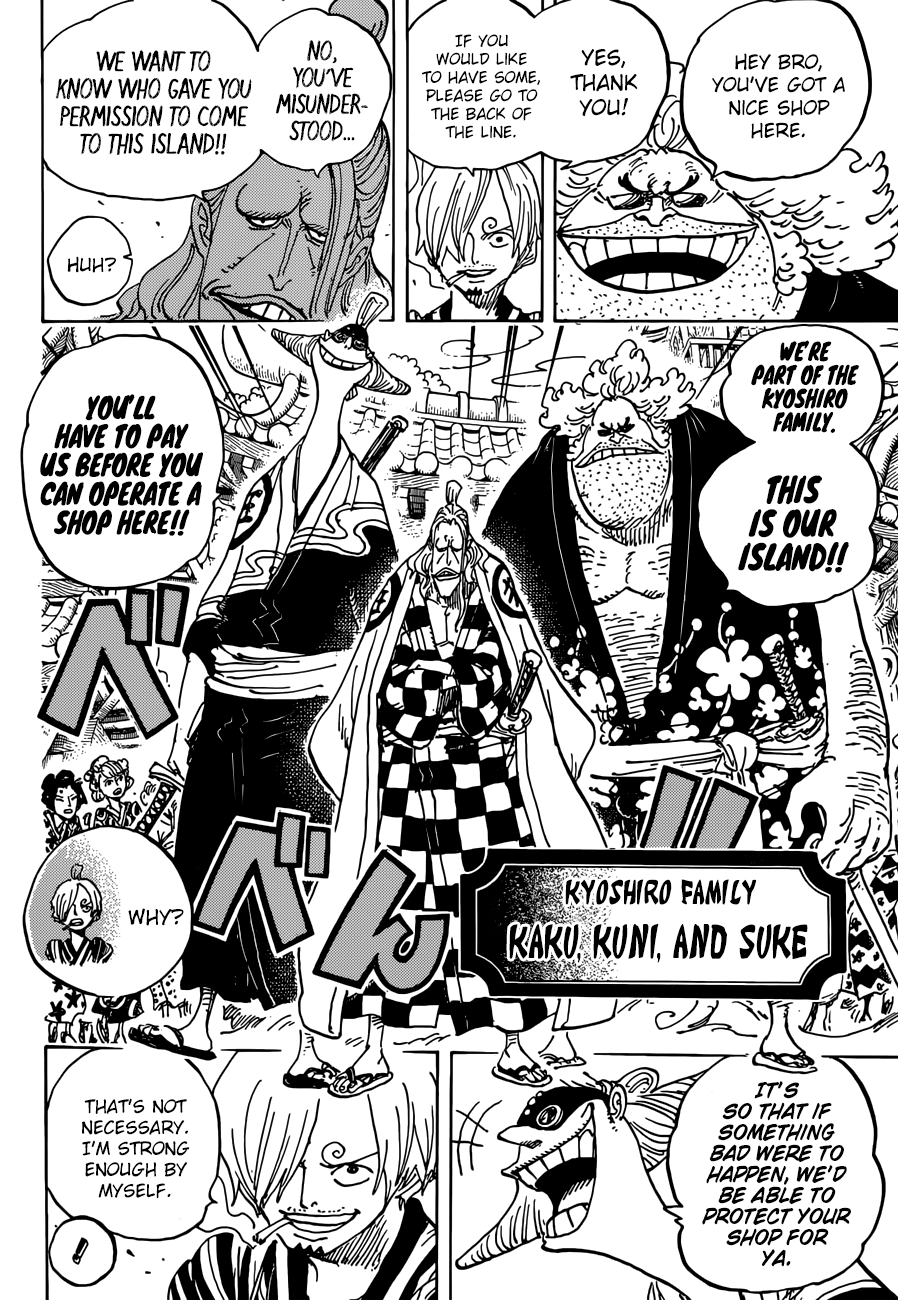 HEY BRO,
YOU'VE GOT A
NICE SHOP
HERE.
YES,
THANK
YOU!
IF YOU
WOULD LIKE
TO HAVE SOME,
PLEASE GO TO
THE BACK OF
THE LINE.
NO,
YOU'VE
MISUNDER-
STOOD...
WE WANT TO
KNOW WHO GAVE YOU
PERMISSION TO COME
TO THIS ISLAND!!
HUH?
WE'RE
PART OF THE
KYOSHIRO
FAMILY.
THIS
IS OUR
ISLAND!!
YOU'LL
HAVE TO PAY
US BEFORE YOU
CAN OPERATE A
SHOP HERE!!
べべん!!
KYOSHIRO FAMILY
KAKU, KUNI, AND SUKE
WHY?
IT'S
SO THAT IF
SOMETHING
BAD WERE TO
HAPPEN, WE'D
BE ABLE TO
PROTECT YOUR
SHOP FOR
YA.
THAT'S NOT
NECESSARY.
I'M STRONG
ENOUGH BY
MYSELF.
!